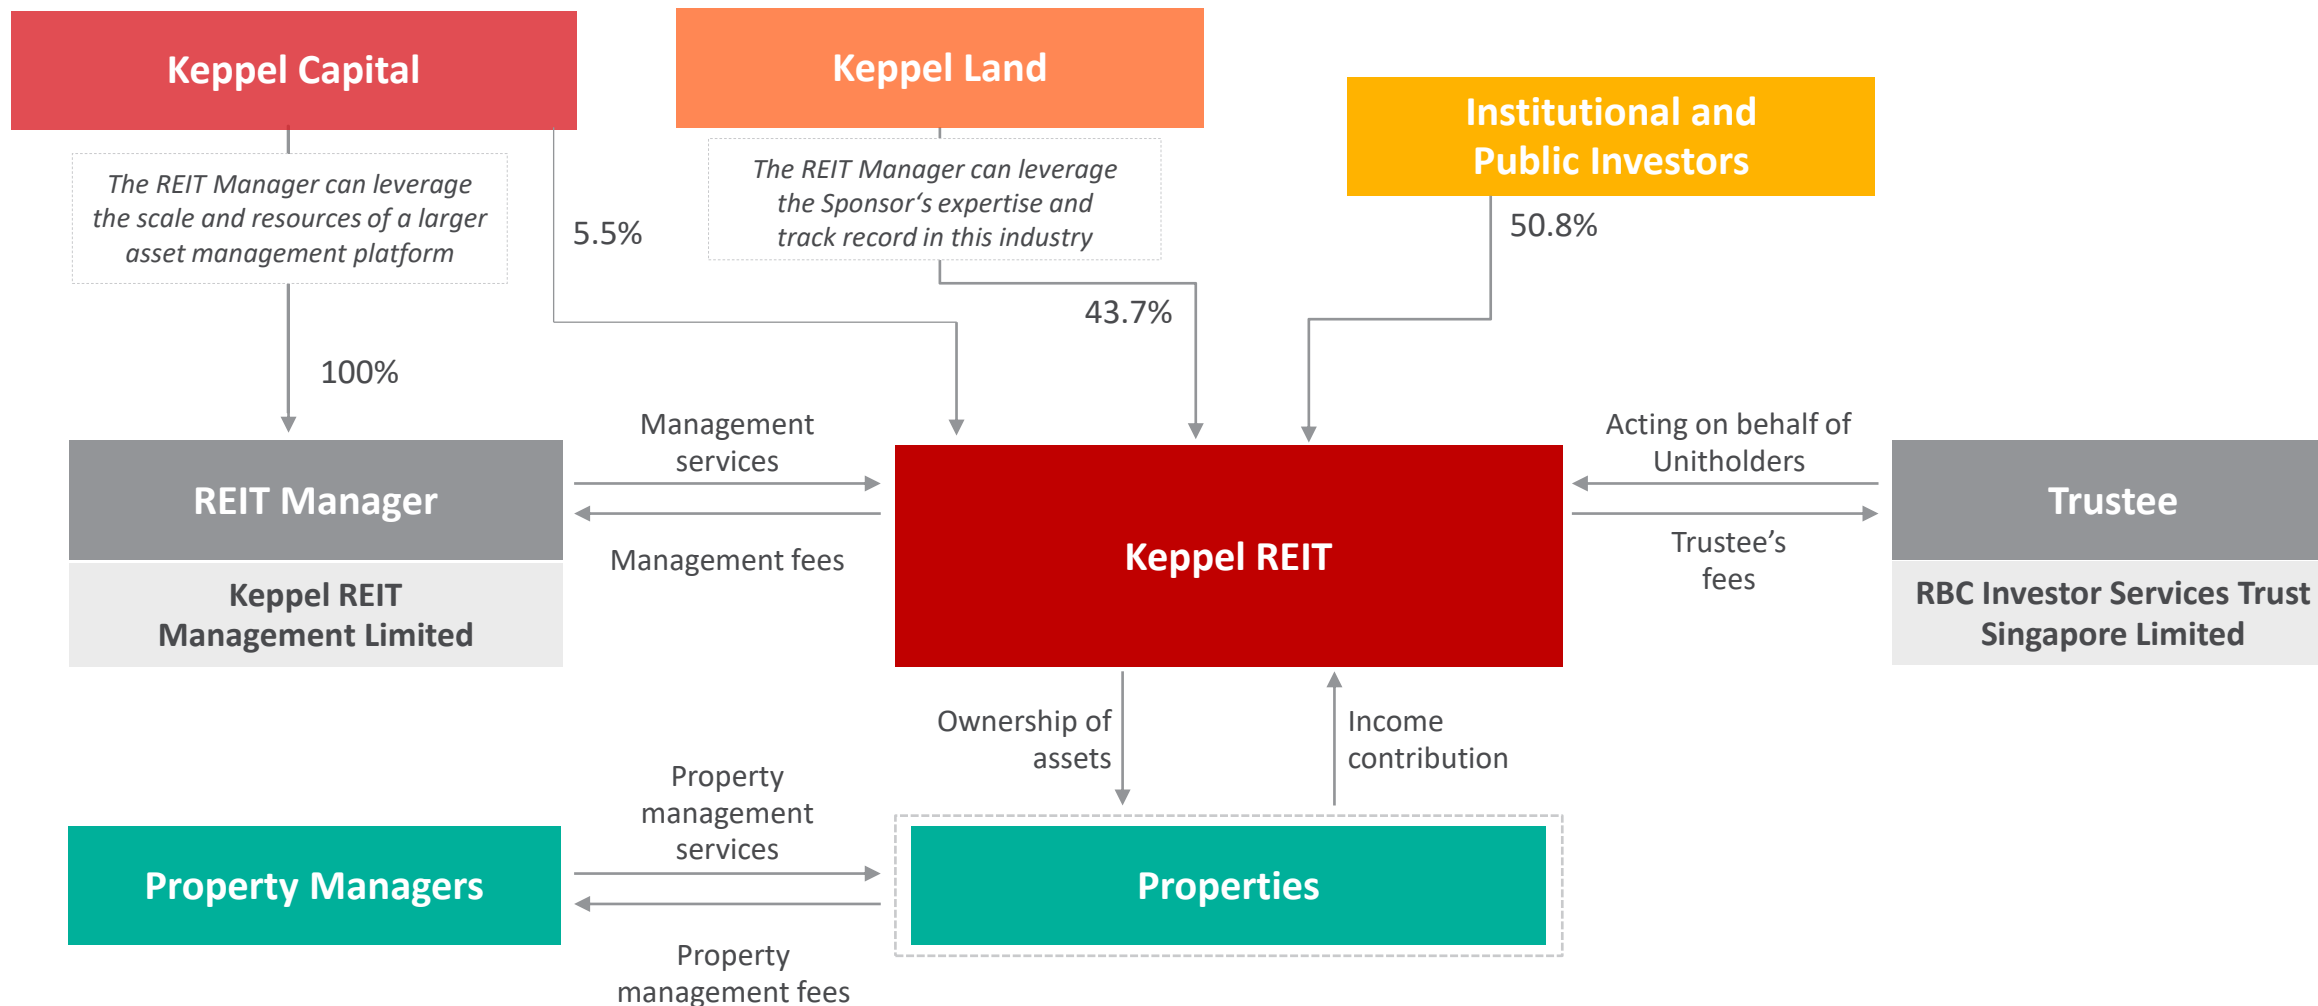 Keppel Capital
Keppel Land
Institutional and
Public Investors
The REIT Manager can leverage
the scale and resources of a larger
asset management platform
The REIT Manager can leverage
the Sponsor‘s expertise and
track record in this industry
5.5%
50.8%
43.7%
100%
Management
services
Management fees
Acting on behalf of
Unitholders
Trustee’s
fees
REIT Manager
Keppel REIT
Management Limited
Keppel REIT
Trustee
RBC Investor Services Trust
Singapore Limited
Ownership of
assets
Income
contribution
Property
management
services
Property Managers
Properties
Property
management fees